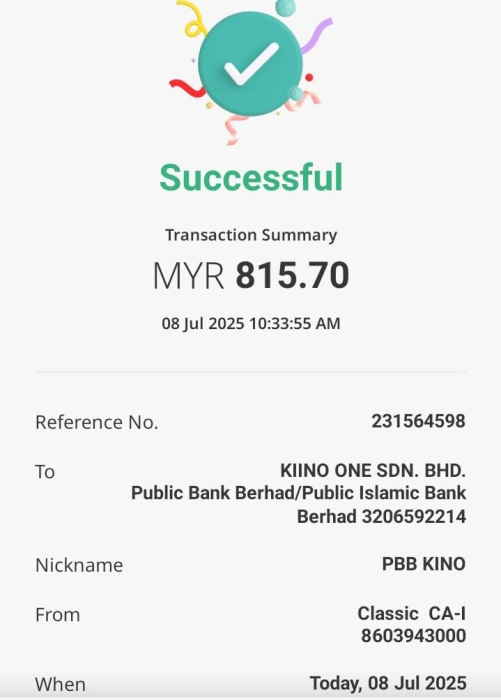 Successful
Transaction Summary
MYR 815.70
08 Jul 2025 10:33:55 AM
Reference No. 231564598
To KIINO ONE SDN. BHD.
Public Bank Berhad/Public Islamic Bank
Berhad 3206592214
Nickname PBB KINO
From Classic CA-I
8603943000
When Today, 08 Jul 2025